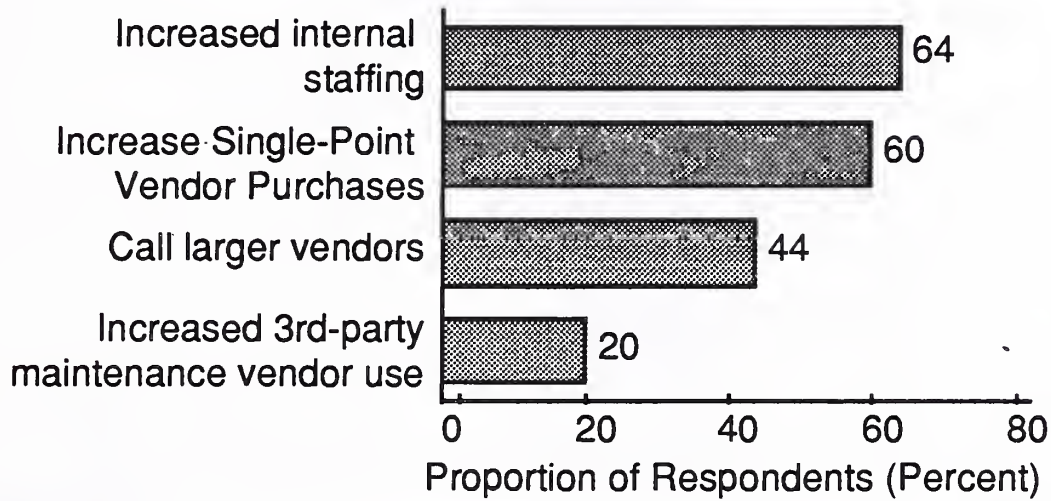 Increased internal
staffing
64
Increase Single-Point
Vendor Purchases
60
Call larger vendors
44
Increased 3rd-party
maintenance vendor use
20
0 20 40 60 80
Proportion of Respondents (Percent)